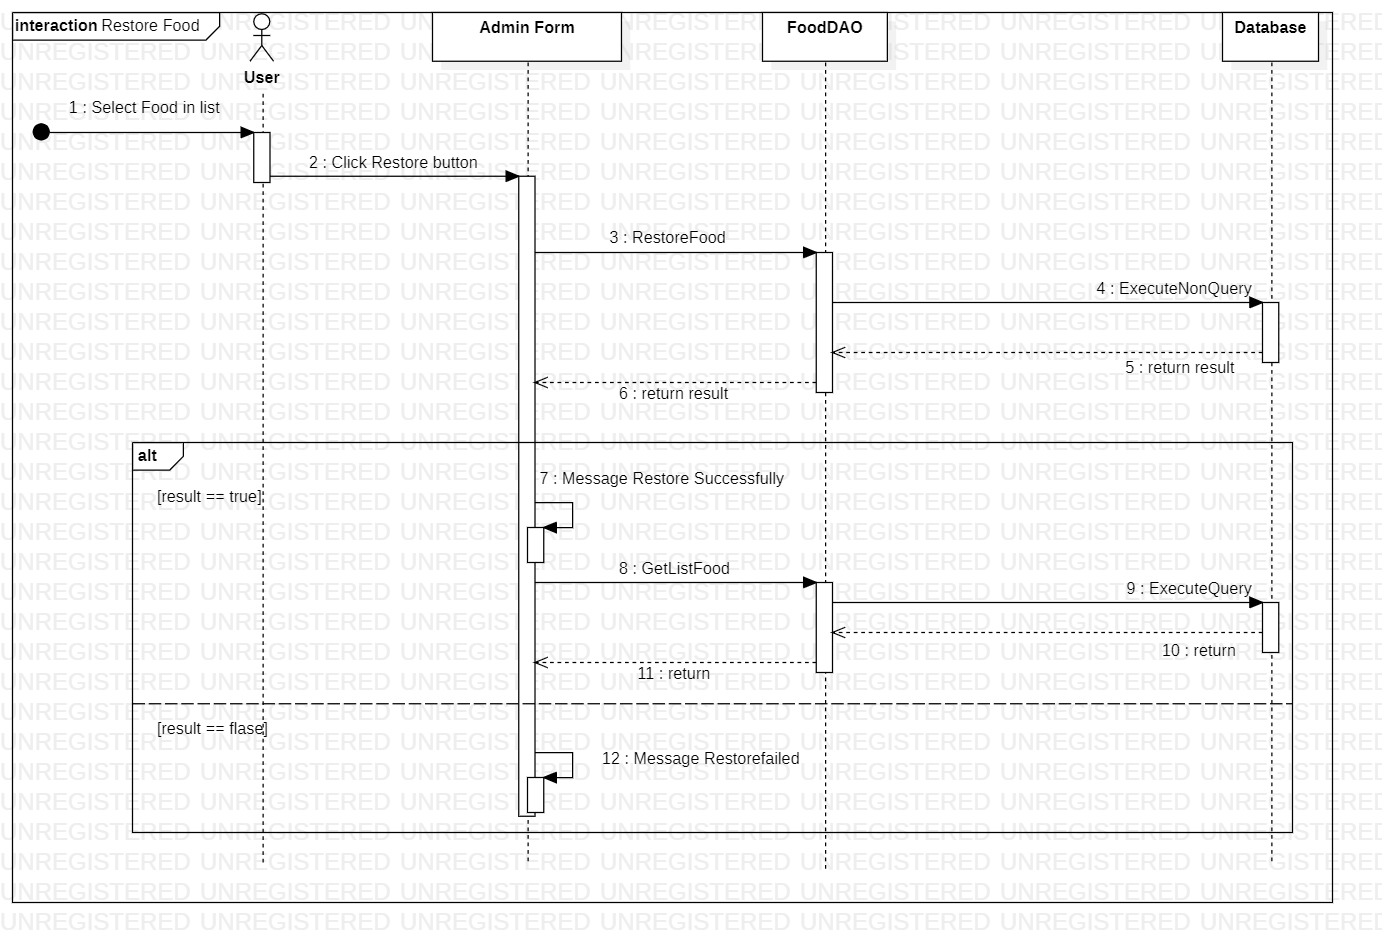 interaction Restore Food
User
Admin Form
FoodDAO
Database
1 : Select Food in list
2 : Click Restore button
3 : RestoreFood
4 : ExecuteNonQuery
5 : return result
6 : return result
alt
[result == true]
7 : Message Restore Successfully
8 : GetListFood
9 : ExecuteQuery
10 : return
11 : return
[result == flase]
12 : Message Restorefailed
UNREGISTERED